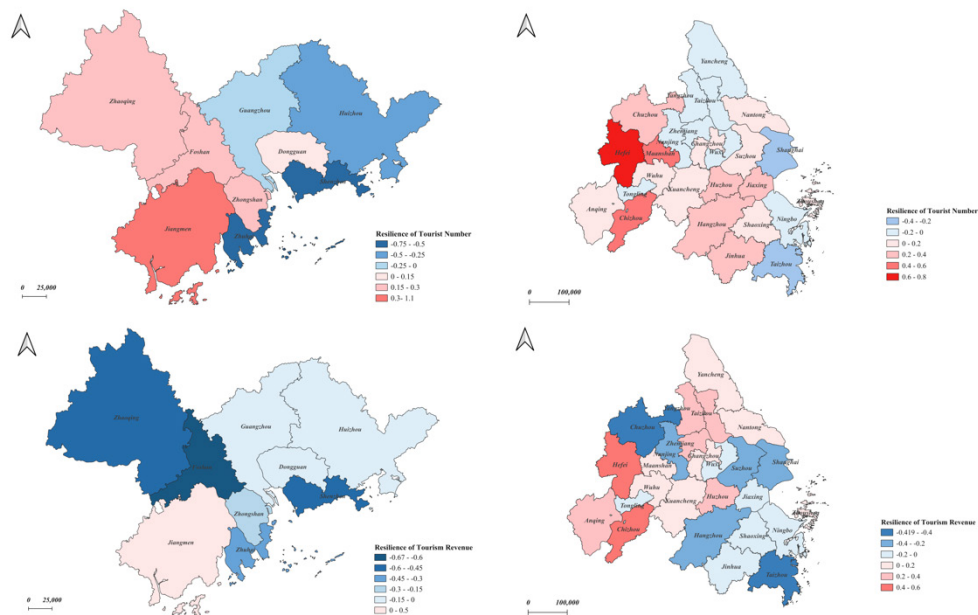 Zhaoqing
Guangzhou
Huizhou
Foshan
Dongguan
Zhongshan
Jiangmen
0 25,000
Resilience of Tourist Number
-0.75 - -0.5
-0.5 - -0.25
-0.25 - 0
0 - 0.15
0.15 - 0.3
0.3- 1.1
Yancheng
Taizhou
Chuzhou
Nantong
Zhenjiang
Nanjing
Changzhou
Wuxi
Shanghai
Suzhou
Hefei
Maanshan
Wuhu
Tongling
Xuancheng
Huzhou
Jiaxing
Anqing
Chizhou
Hangzhou
Shaoxing
Ningbo
Jinhua
Taizhou
0 100,000
Resilience of Tourist Number
-0.4 - -0.2
-0.2 - 0
0 - 0.2
0.2 - 0.4
0.4 - 0.6
0.6 - 0.8
Zhaoqing
Guangzhou
Huizhou
Dongguan
Zhongshan
Jiangmen
Zhuhai
0 25,000
Resilience of Tourism Revenue
-0.67 - -0.6
-0.6 - -0.45
-0.45 - -0.3
-0.3 - -0.15
-0.15 - 0
0 - 0.5
Yancheng
Taizhou
Chuzhou
Nantong
Zhenjiang
Nanjing
Changzhou
Wuxi
Shanghai
Suzhou
Hefei
Maanshan
Wuhu
Tongling
Xuancheng
Huzhou
Jiaxing
Anqing
Chizhou
Hangzhou
Shaoxing
Ningbo
Jinhua
Taizhou
0 100,000
Resilience of Tourism Revenue
-0.419 - -0.4
-0.4 - -0.2
-0.2 - 0
0 - 0.2
0.2 - 0.4
0.4 - 0.6